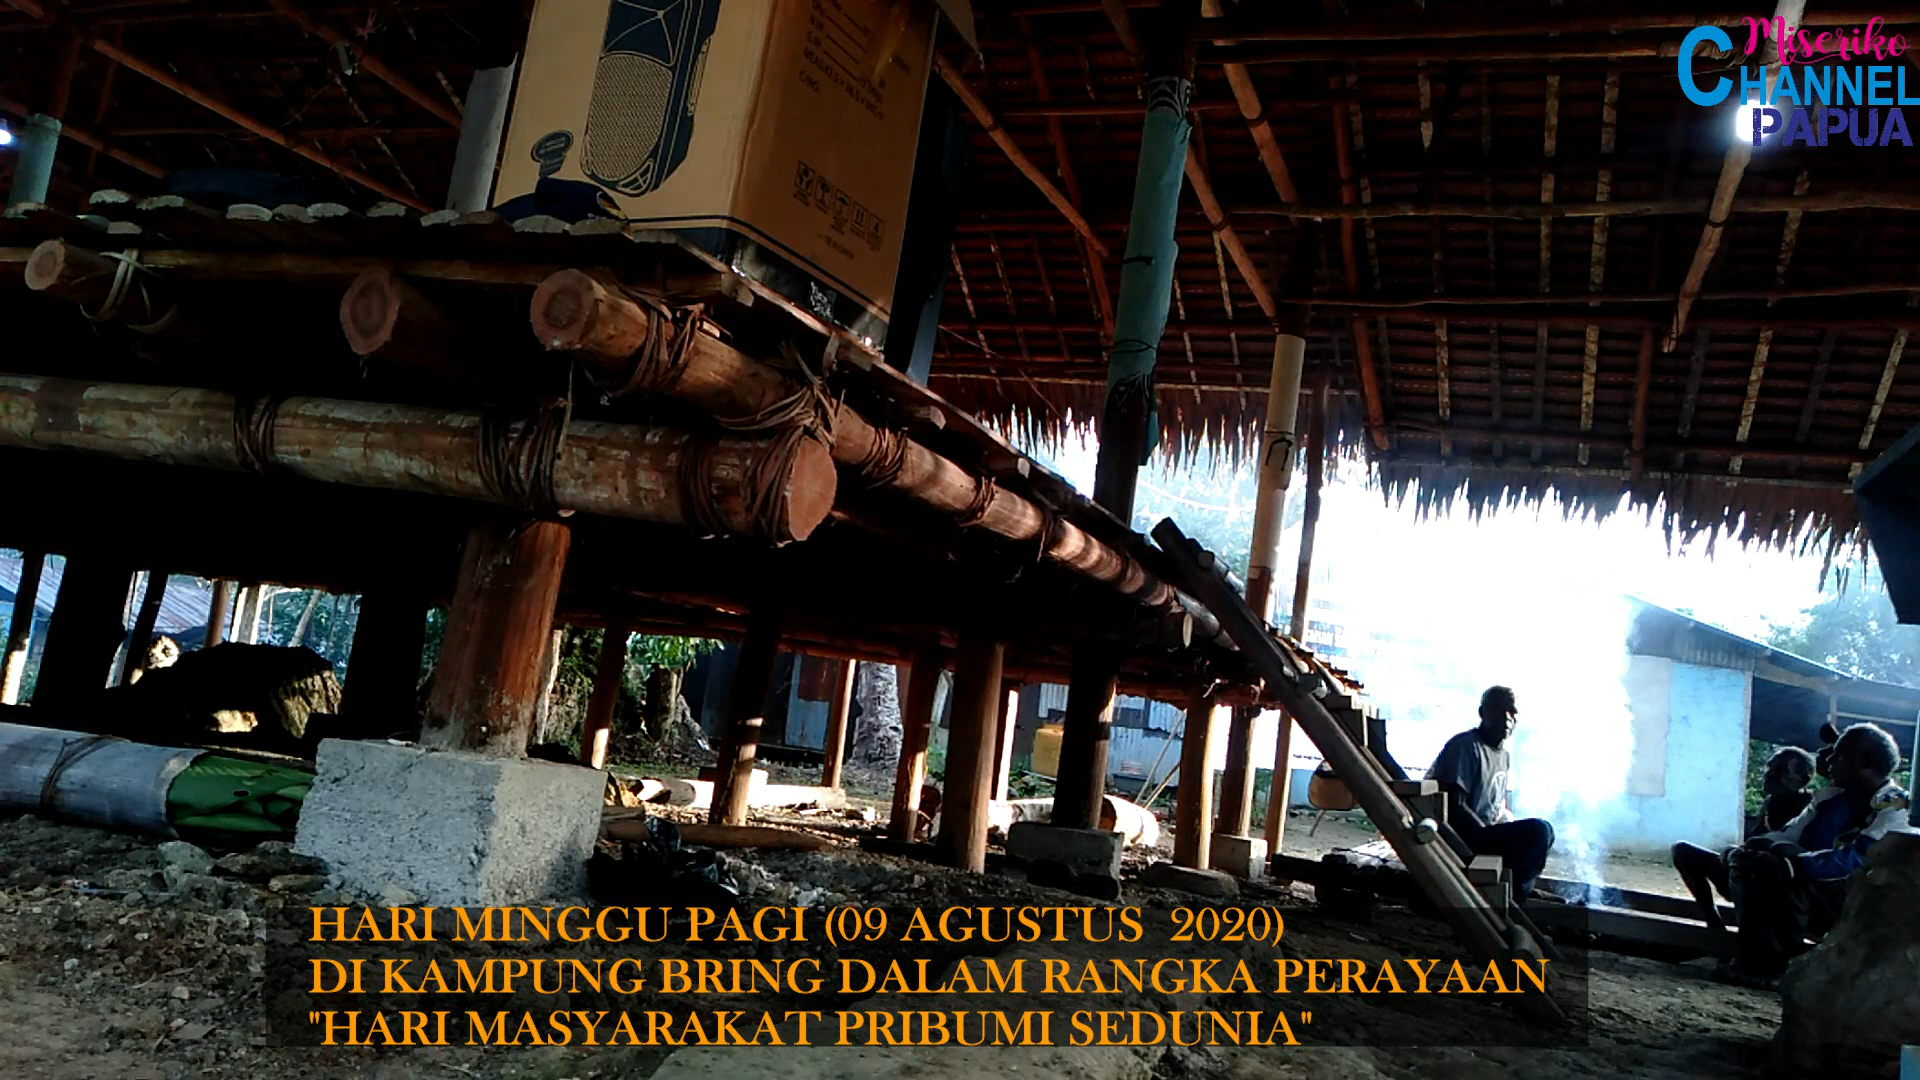 Miseriko
CHANNEL
PAPUA
HARI MINGGU PAGI (09 AGUSTUS 2020)
DI KAMPUNG BRING DALAM RANGKA PERAYAAN
"HARI MASYARAKAT PRIBUMI SEDUNIA"